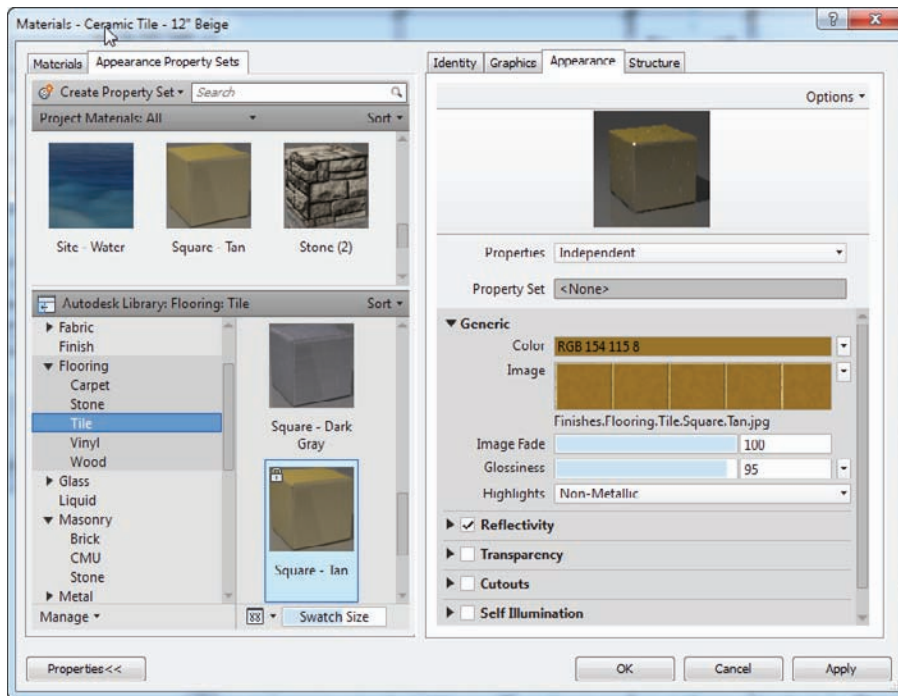 Materials - Ceramic Tile - 12" Beige
Materials
Appearance Property Sets
Create Property Set
Search
Project Materials: All
Sort
Site - Water
Square - Tan
Stone (2)
Autodesk Library: Flooring: Tile
Sort
Fabric
Finish
Flooring
Carpet
Stone
Tile
Vinyl
Wood
Glass
Liquid
Masonry
Brick
CMU
Stone
Metal
Square - Dark
Gray
Square - Tan
Manage
Swatch Size
Identity
Graphics
Appearance
Structure
Options
Properties
Independent
Property Set
<None>
Generic
Color
RGB 154 115 8
Image
Finishes.Flooring.Tile.Square.Tan.jpg
Image Fade
100
Glossiness
95
Highlights
Non-Metallic
Reflectivity
Transparency
Cutouts
Self Illumination
Properties<<
OK
Cancel
Apply